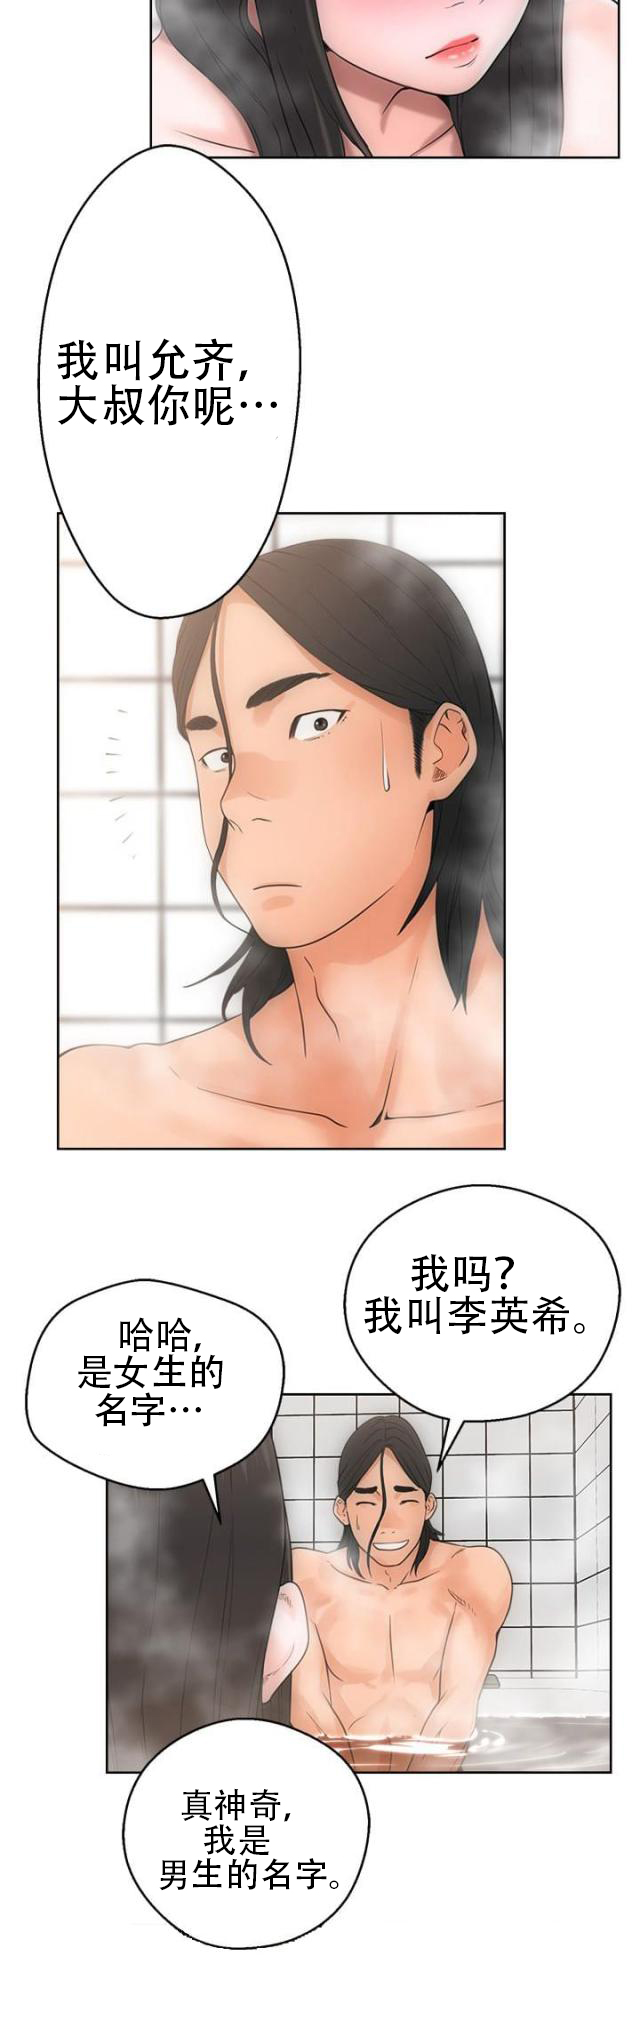 我叫允齐,
大叔你呢…
我吗?
我叫李英希。
哈哈,
是女生的
名字…
真神奇,
我是
男生的名字。